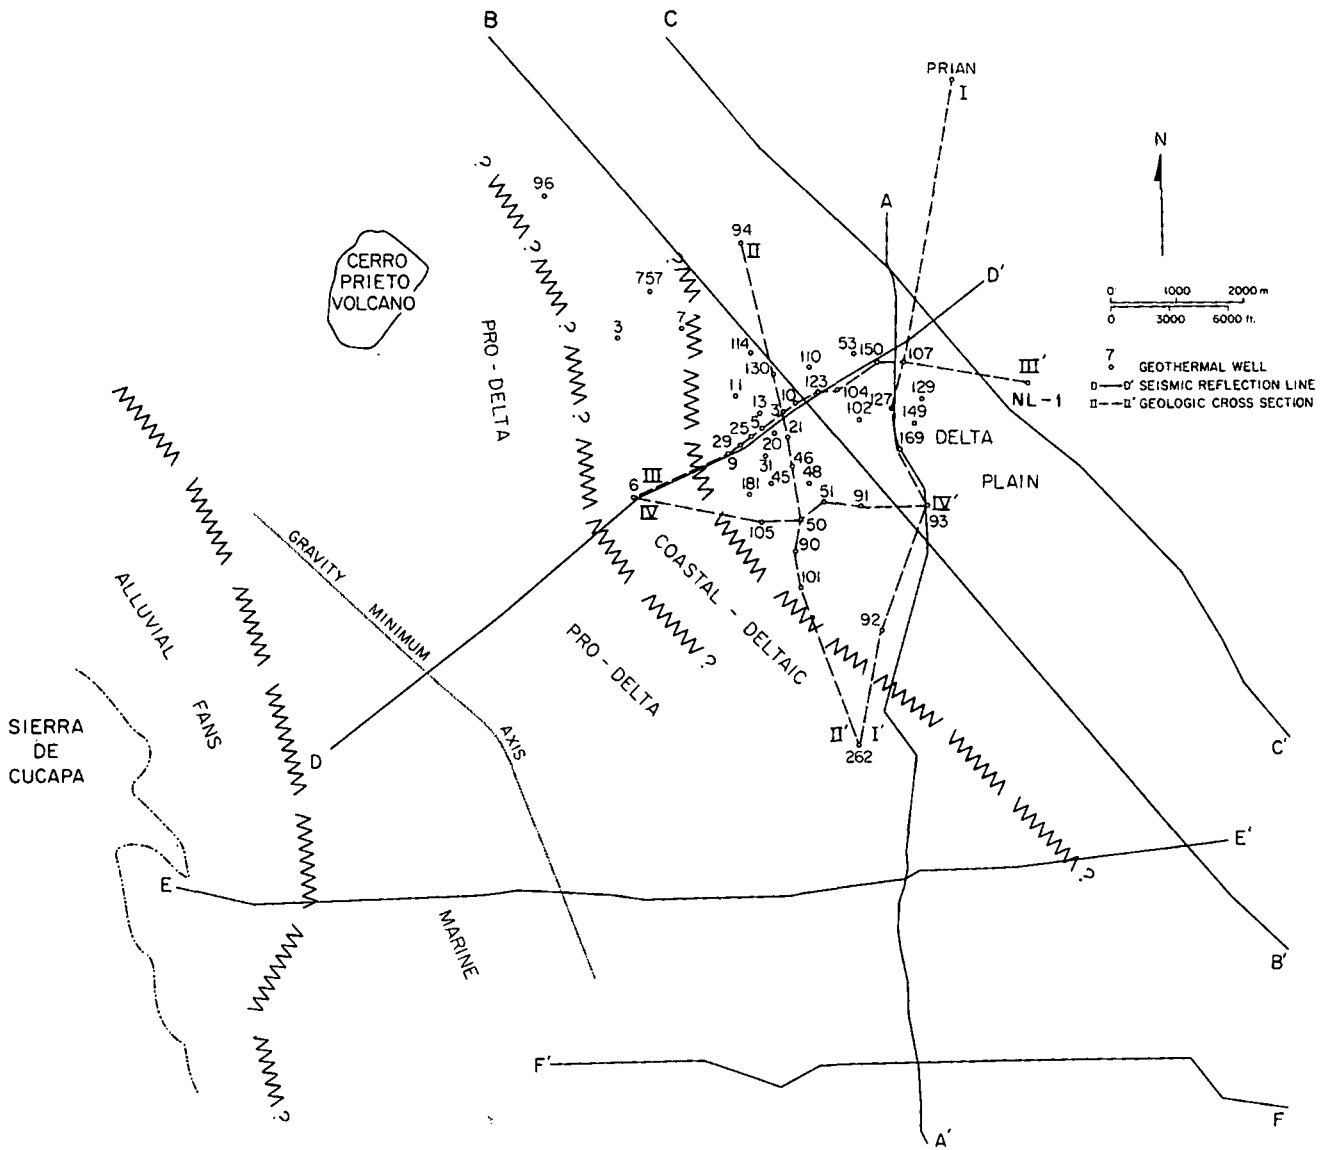 B
C
PRIAN
I
N
96
A
94
II
CERRO
PRIETO
VOLCANO
757
D'
0 1000 2000 m
0 3000 6000 ft.
?
?
?
?
?
PRO-DELTA
3
7
114
130
110
53
150
107
III'
NL-1
7
GEOTHERMAL WELL
D—D' SEISMIC REFLECTION LINE
II--II' GEOLOGIC CROSS SECTION
11
13
10
123
104
102
127
129
149
5
3
25
29
9
20
21
31
169
DELTA
PLAIN
III
6
IV
181
45
46
48
51
91
IV'
93
105
50
90
101
92
GRAVITY
MINIMUM
AXIS
COASTAL-DELTAIC
PRO-DELTA
?
ALLUVIAL
FANS
SIERRA
DE
CUCAPA
D
II'
I'
262
C'
E
E'
?
MARINE
B'
F'
F
?
A'